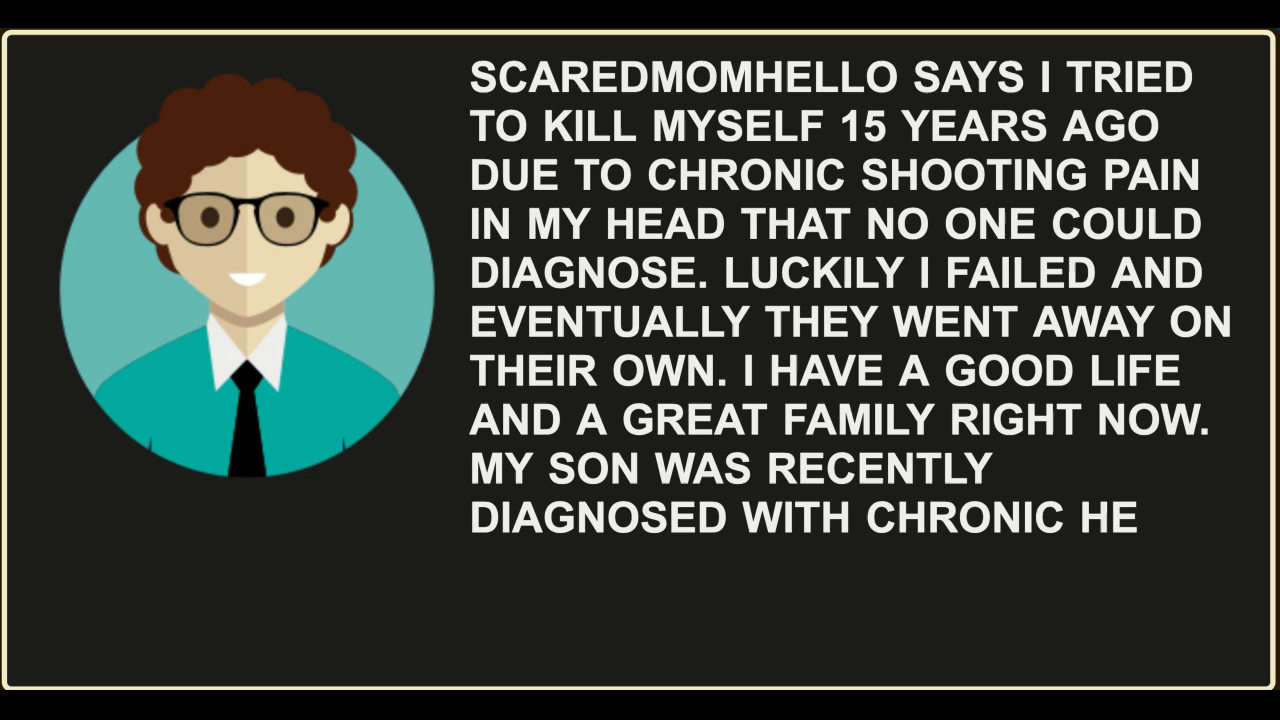 SCAREDMOMHELLO SAYS I TRIED
TO KILL MYSELF 15 YEARS AGO
DUE TO CHRONIC SHOOTING PAIN
IN MY HEAD THAT NO ONE COULD
DIAGNOSE. LUCKILY I FAILED AND
EVENTUALLY THEY WENT AWAY ON
THEIR OWN. I HAVE A GOOD LIFE
AND A GREAT FAMILY RIGHT NOW.
MY SON WAS RECENTLY
DIAGNOSED WITH CHRONIC HE